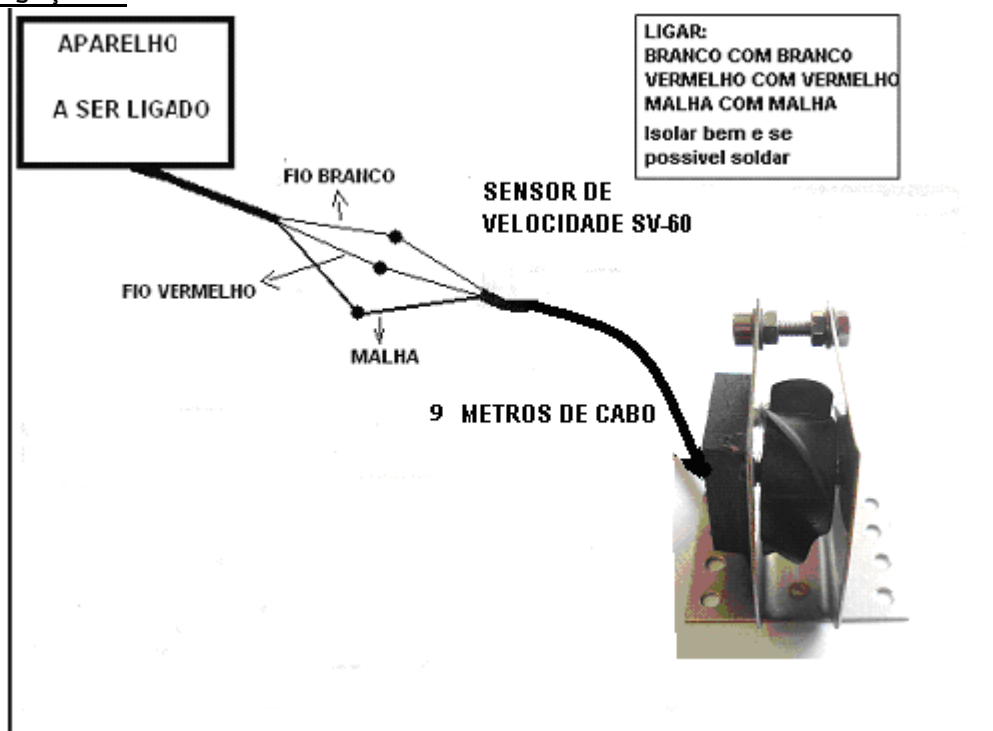 APARELHO
A SER LIGADO
LIGAR:
BRANCO COM BRANCO
VERMELHO COM VERMELHO
MALHA COM MALHA
Isolar bem e se
possivel soldar
FIO BRANCO
SENSOR DE
VELOCIDADE SV-60
FIO VERMELHO
MALHA
9 METROS DE CABO